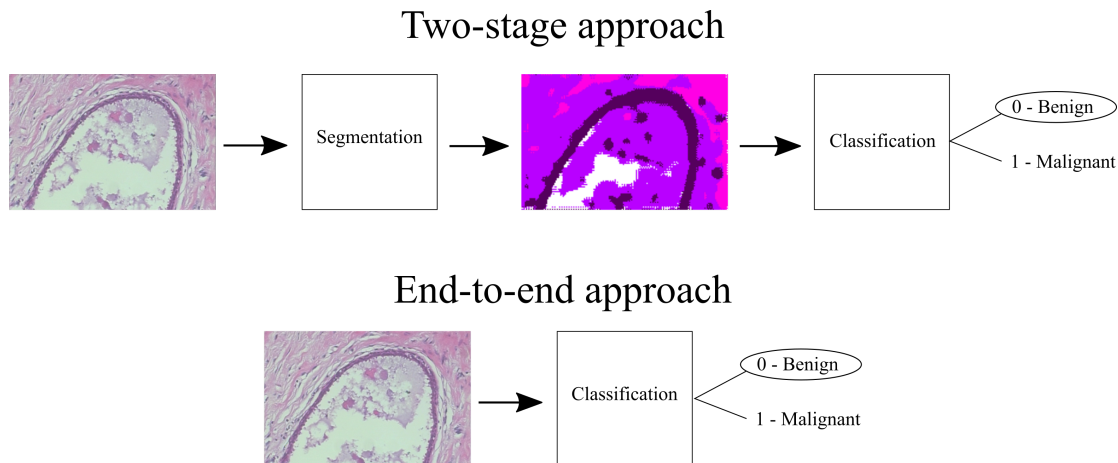 Two-stage approach
Segmentation
Classification
0 - Benign
1 - Malignant
End-to-end approach
Classification
0 - Benign
1 - Malignant